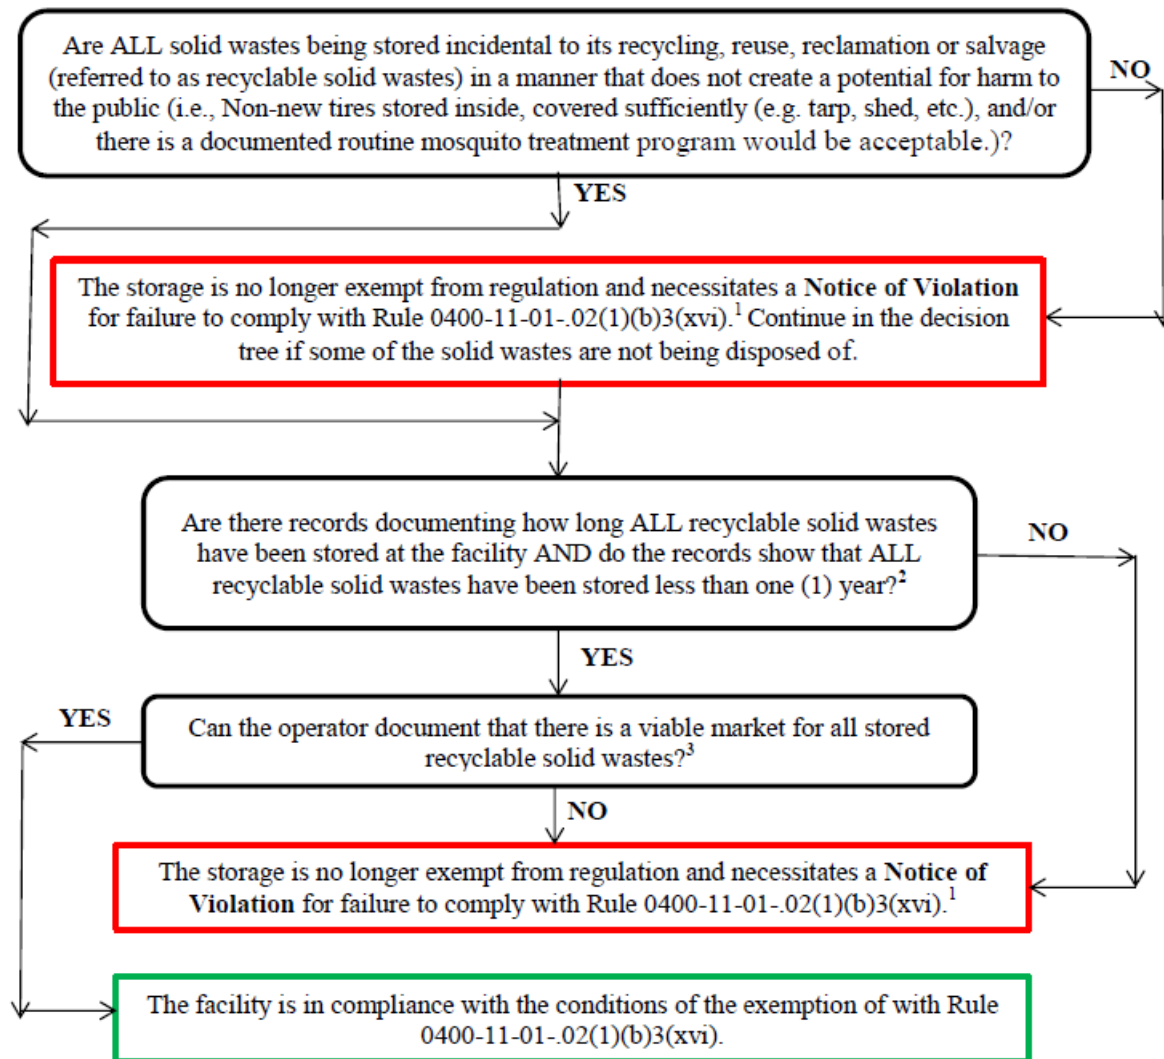 Are ALL solid wastes being stored incidental to its recycling, reuse, reclamation or salvage
(referred to as recyclable solid wastes) in a manner that does not create a potential for harm to
the public (i.e., Non-new tires stored inside, covered sufficiently (e.g. tarp, shed, etc.), and/or
there is a documented routine mosquito treatment program would be acceptable.)?
NO
YES
The storage is no longer exempt from regulation and necessitates a Notice of Violation
for failure to comply with Rule 0400-11-01-.02(1)(b)3(xvi).1 Continue in the decision
tree if some of the solid wastes are not being disposed of.
Are there records documenting how long ALL recyclable solid wastes
have been stored at the facility AND do the records show that ALL
recyclable solid wastes have been stored less than one (1) year?2
NO
YES
YES
Can the operator document that there is a viable market for all stored
recyclable solid wastes?3
NO
The storage is no longer exempt from regulation and necessitates a Notice of
Violation for failure to comply with Rule 0400-11-01-.02(1)(b)3(xvi).1
The facility is in compliance with the conditions of the exemption of with Rule
0400-11-01-.02(1)(b)3(xvi).